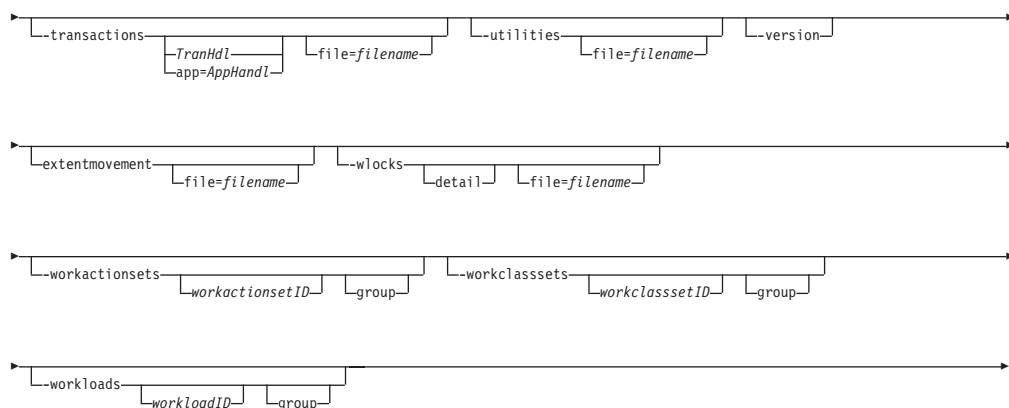 -transactions
TranHdl
app=AppHandl
file=filename
-utilities
file=filename
-version
extentmovement
file=filename
-wlocks
detail
file=filename
-workactionsets
workactionsetID
group
-workclasssets
workclasssetID
group
-workloads
workloadID
group